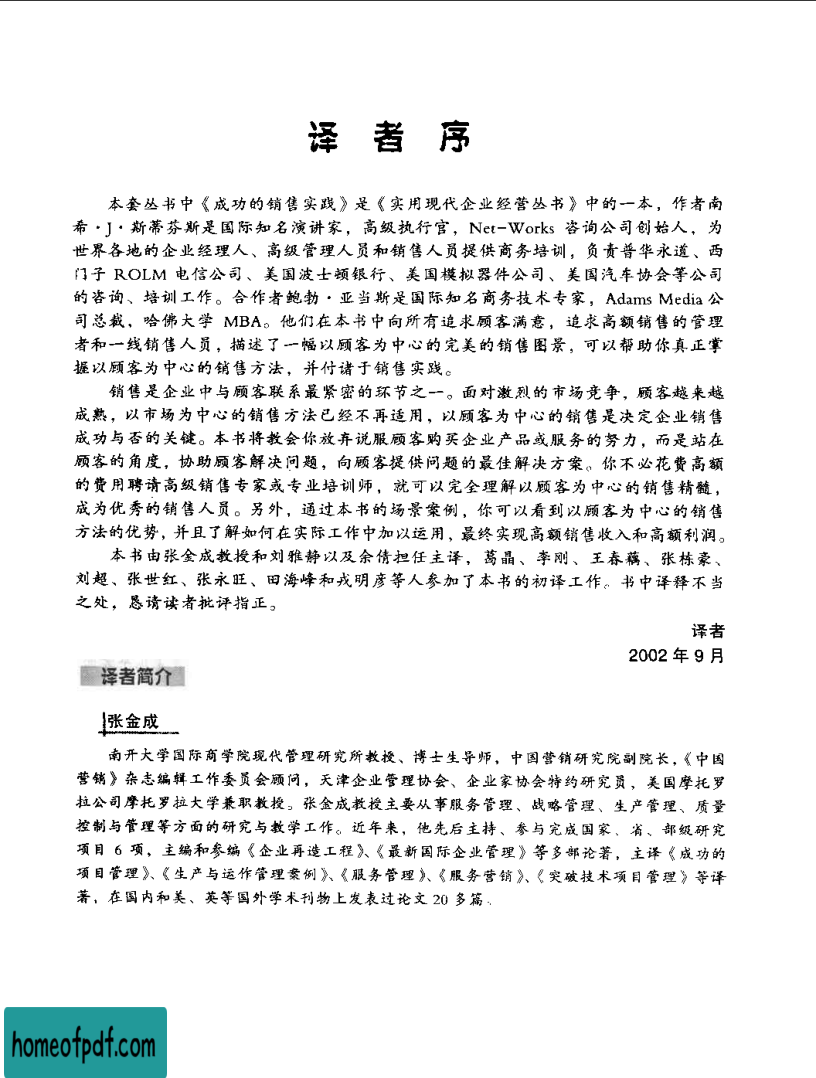 译者序
本套丛书中《成功的销售实践》是《实用现代企业经营丛书》中的一本，作者南
希·J·斯蒂芬斯是国际知名演讲家，高级执行官，Net-Works 咨询公司创始人，为
世界各地的企业经理人、高级管理人员和销售人员提供商务培训，负责普华永道、西
门子 ROLM 电信公司、美国波士顿银行、美国模拟器件公司、美国汽车协会等公司
的咨询、培训工作。合作者鲍勃·亚当斯是国际知名商务技术专家，Adams Media 公
司总裁，哈佛大学 MBA。他们在本书中向所有追求顾客满意，追求高额销售的管理
者和一线销售人员，描述了一幅以顾客为中心的完美的销售图景，可以帮助你真正掌
握以顾客为中心的销售方法，并付诸于销售实践。
销售是企业中与顾客联系最紧密的环节之一。面对激烈的市场竞争，顾客越来越
成熟，以市场为中心的销售方法已经不再适用，以顾客为中心的销售是决定企业销售
成功与否的关键。本书将教会你放弃说服顾客购买企业产品或服务的努力，而是站在
顾客的角度，协助顾客解决问题，向顾客提供问题的最佳解决方案。你不必花费高额
的费用聘请高级销售专家或专业培训师，就可以完全理解以顾客为中心的销售精髓，
成为优秀的销售人员。另外，通过本书的场景案例，你可以看到以顾客为中心的销售
方法的优势，并且了解如何在实际工作中加以运用，最终实现高额销售收入和高额利润。
本书由张金成教授和刘雅静以及余倩担任主译，葛晶、李刚、王春藕、张栋豪、
刘超、张世红、张永旺、田海峰和戎明彦等人参加了本书的初译工作。书中译释不当
之处，恳请读者批评指正。
译者
2002 年 9 月
译者简介
张金成
南开大学国际商学院现代管理研究所教授、博士生导师，中国营销研究院副院长，《中国
营销》杂志编辑工作委员会顾问，天津企业管理协会、企业家协会特约研究员，美国摩托罗
拉公司摩托罗拉大学兼职教授。张金成教授主要从事服务管理、战略管理、生产管理、质量
控制与管理等方面的研究与教学工作。近年来，他先后主持、参与完成国家、省、部级研究
项目 6 项，主编和参编《企业再造工程》、《最新国际企业管理》等多部论著，主译《成功的
项目管理》、《生产与运作管理案例》、《服务管理》、《服务营销》、《突破技术项目管理》等译
著，在国内和美、英等国外学术刊物上发表过论文 20 多篇。
homeofpdf.com